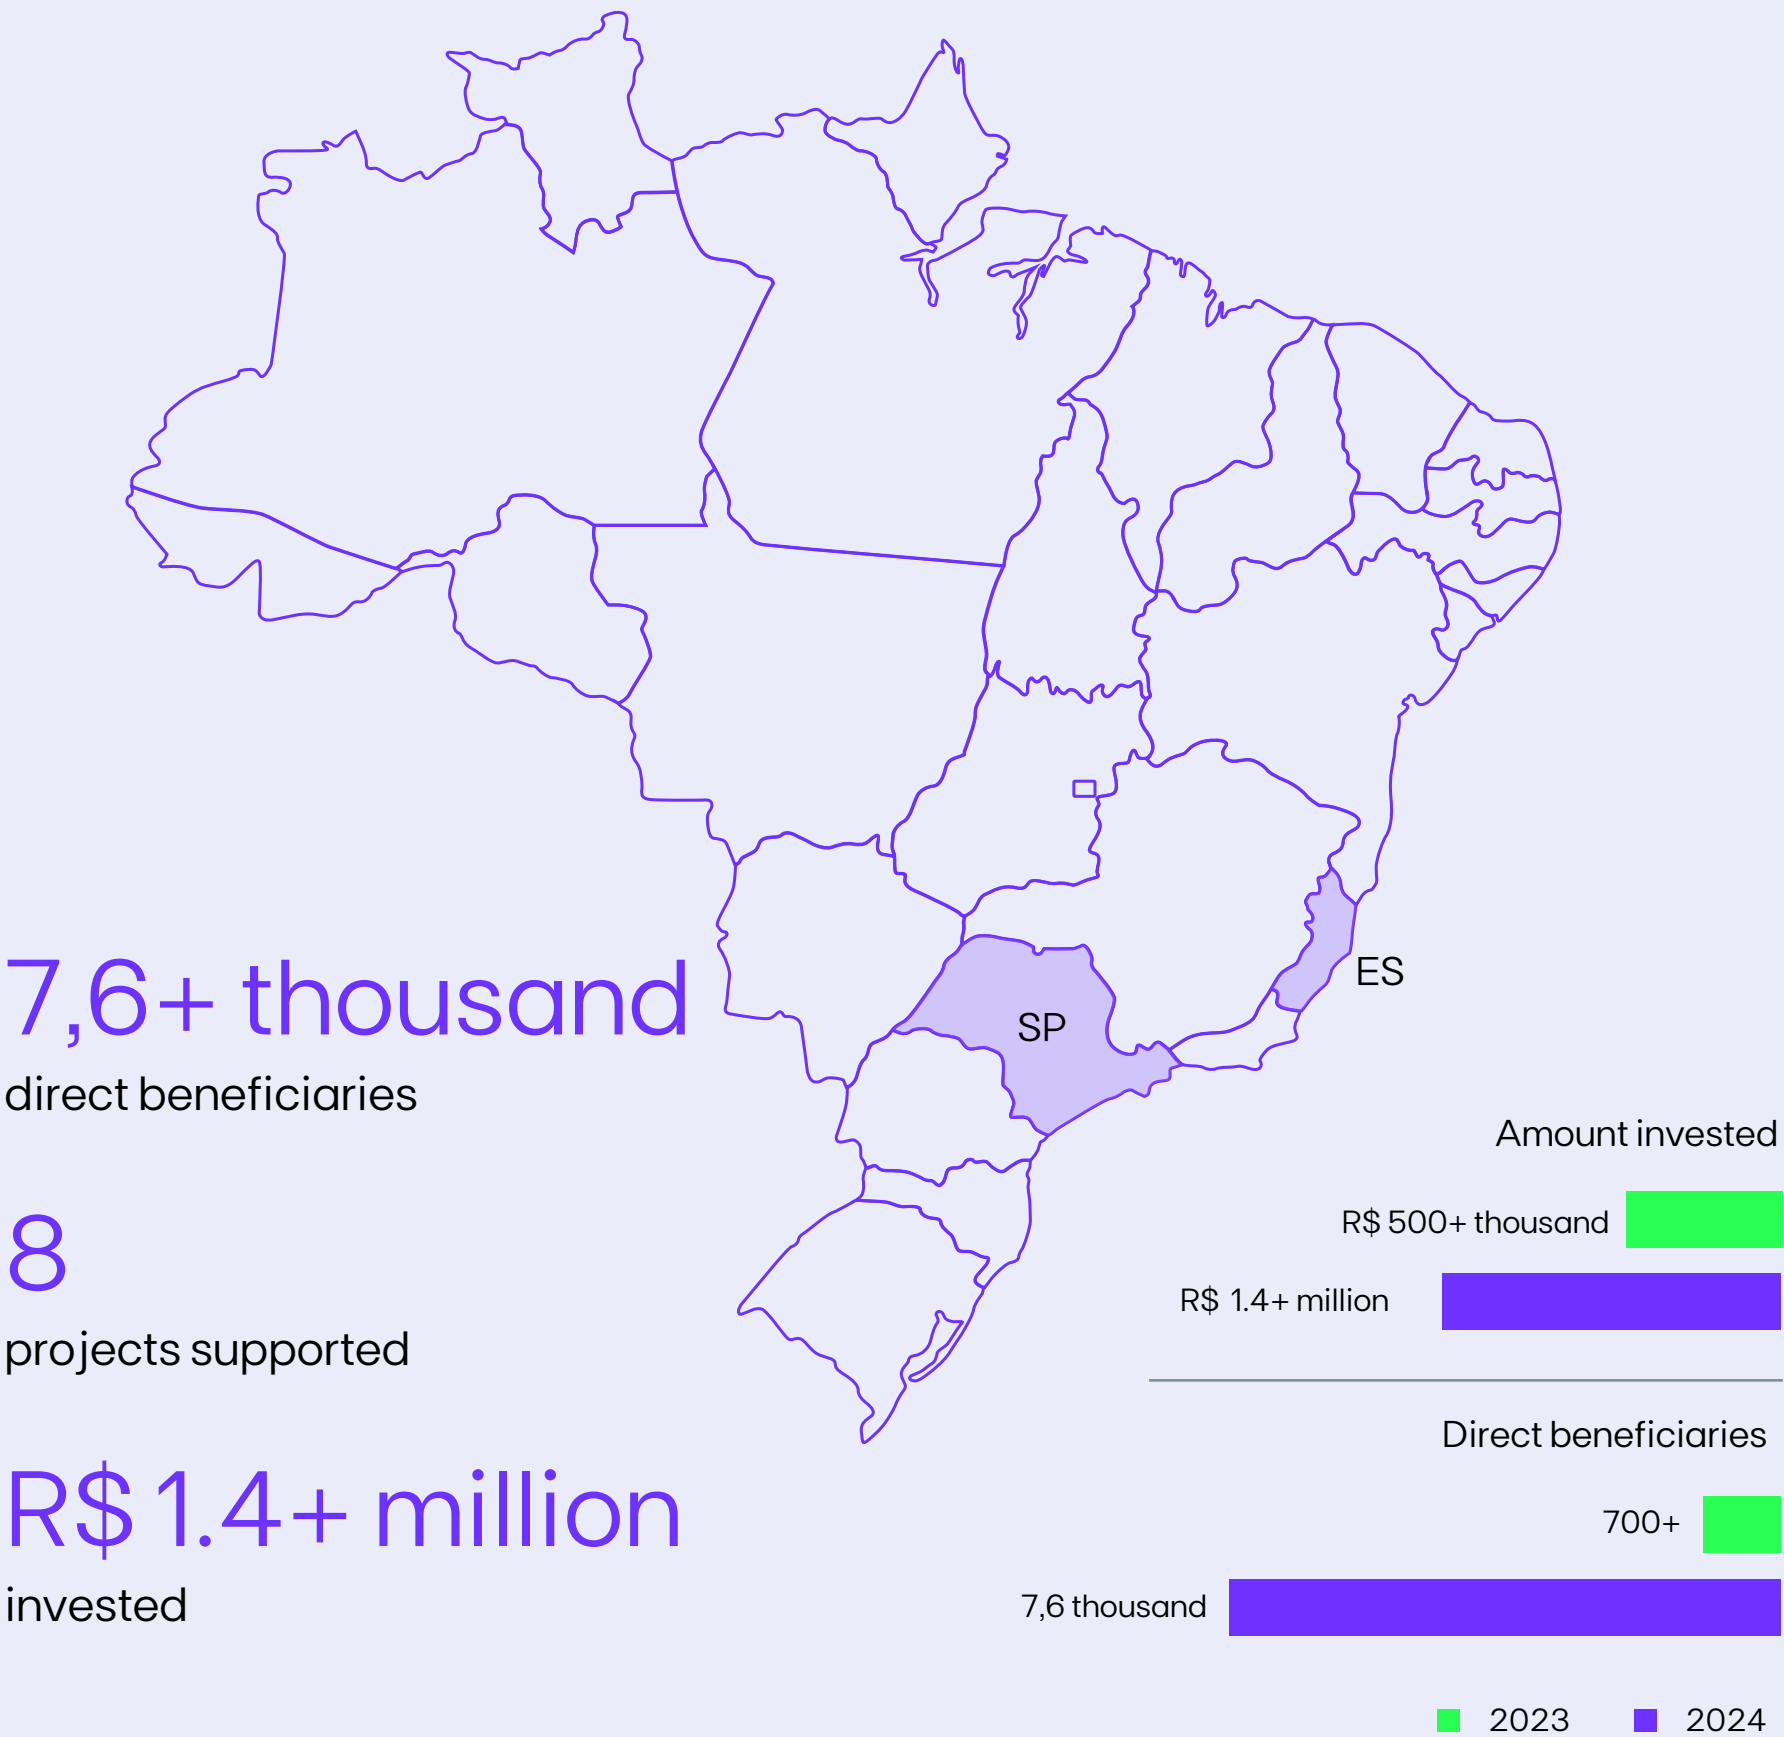 ES
SP
7,6+ thousand
direct beneficiaries
8
projects supported
R$ 1.4+ million
invested
Amount invested
R$ 500+ thousand
R$ 1.4+ million
Direct beneficiaries
700+
7,6 thousand
2023
2024